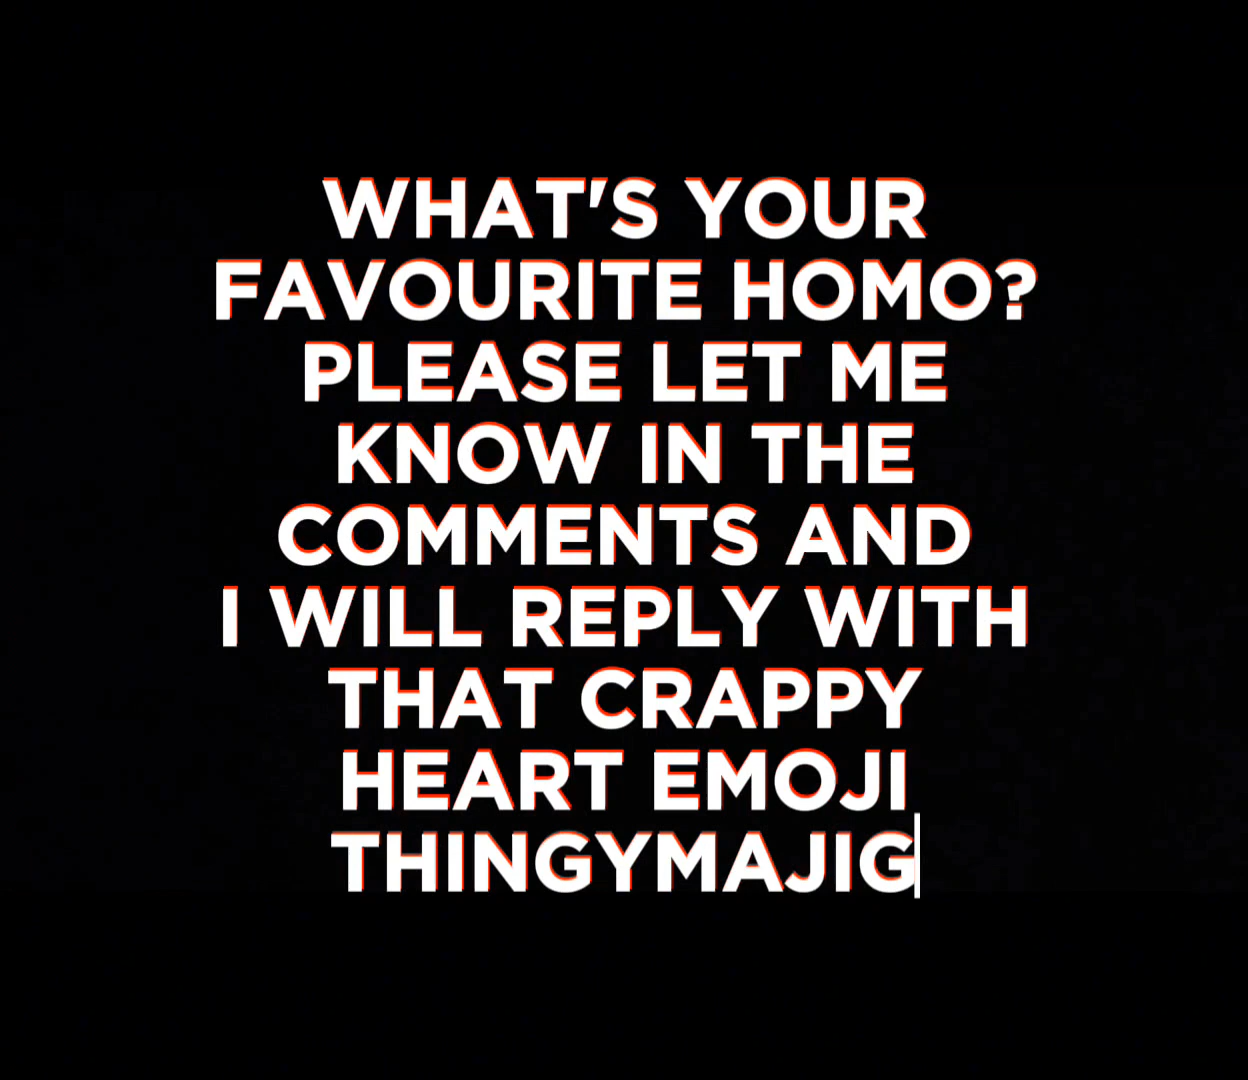 WHAT'S YOUR
FAVOURITE HOMO?
PLEASE LET ME
KNOW IN THE
COMMENTS AND
I WILL REPLY WITH
THAT CRAPPY
HEART EMOJI
THINGYMAJIG